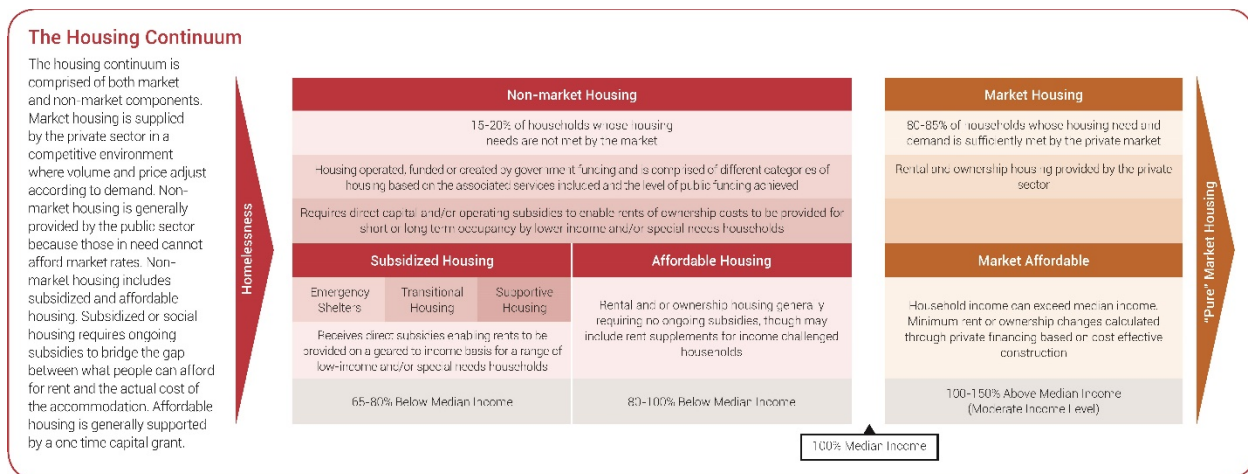 The Housing Continuum
The housing continuum is
comprised of both market
and non-market components.
Market housing is supplied
by the private sector in a
competitive environment
where volume and price adjust
according to demand. Non-
market housing is generally
provided by the public sector
because those in need cannot
afford market rates. Non-
market housing includes
subsidized and affordable
housing. Subsidized or social
housing requires ongoing
subsidies to bridge the gap
between what people can afford
for rent and the actual cost of
the accommodation. Affordable
housing is generally supported
by a one time capital grant.
Homelessness
Non-market Housing
15-20% of households whose housing
needs are not met by the market
Housing operated, funded or created by government funding and is comprised of different categories of
housing based on the associated services included and the level of public funding achieved
Requires direct capital and/or operating subsidies to enable rents of ownership costs to be provided for
short or long term occupancy by lower income and/or special needs households
Subsidized Housing
Emergency
Shelters
Transitional
Housing
Supportive
Housing
Receives direct subsidies enabling rents to be
provided on a geared to income basis for a range of
low-income and/or special needs households
65-80% Below Median Income
Affordable Housing
Rental and or ownership housing generally
requiring no ongoing subsidies, though may
include rent supplements for income challenged
households
80-100% Below Median Income
Market Housing
80-85% of households whose housing need and
demand is sufficiently met by the private market
Rental and ownership housing provided by the private
sector
Market Affordable
Household income can exceed median income.
Minimum rent or ownership changes calculated
through private financing based on cost effective
construction
100-150% Above Median Income
(Moderate Income Level)
100% Median Income
"Pure" Market Housing